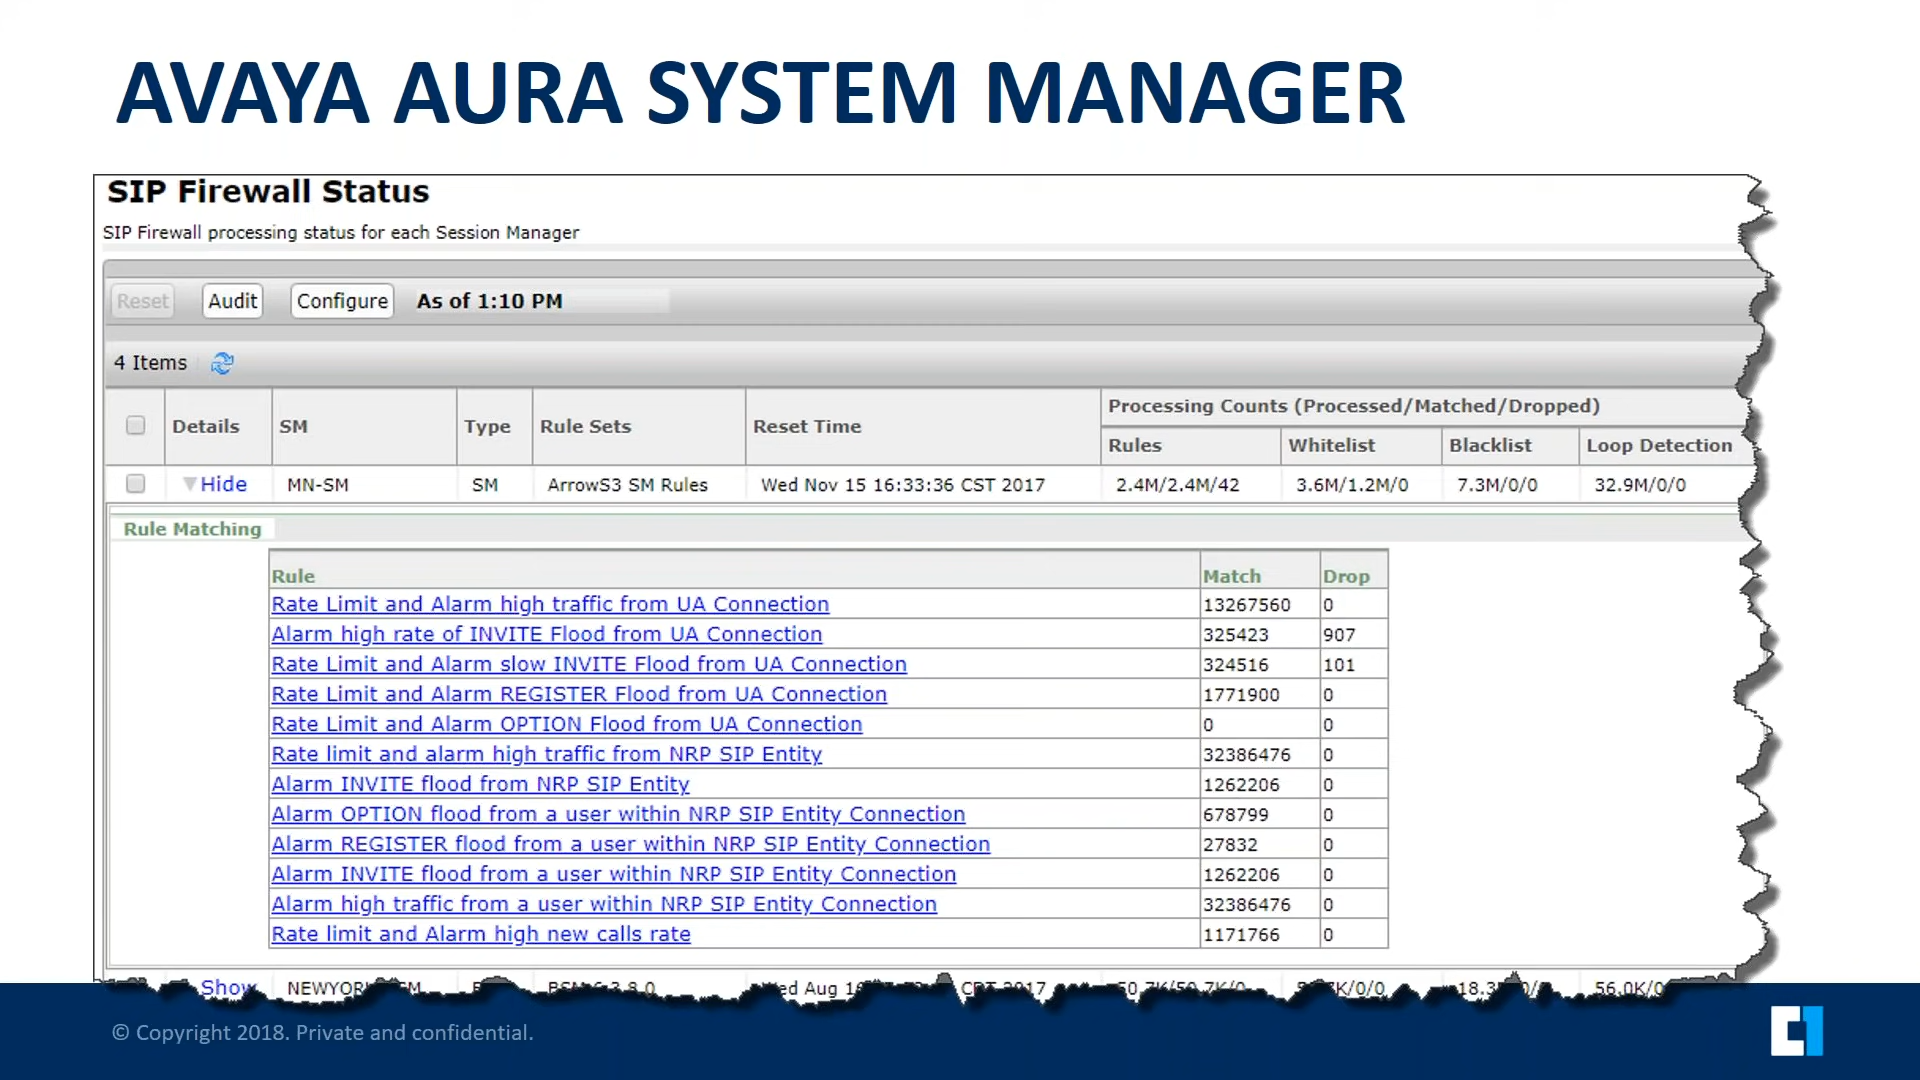 AVAYA AURA SYSTEM MANAGER
SIP Firewall Status
SIP Firewall processing status for each Session Manager
Reset Audit Configure As of 1:10 PM
4 Items
Details SM Type Rule Sets Reset Time Processing Counts (Processed/Matched/Dropped)
Rules Whitelist Blacklist Loop Detection
Hide MN-SM SM ArrowS3 SM Rules Wed Nov 15 16:33:36 CST 2017 2.4M/2.4M/42 3.6M/1.2M/0 7.3M/0/0 32.9M/0/0
Rule Matching
Rule Match Drop
Rate Limit and Alarm high traffic from UA Connection 13267560 0
Alarm high rate of INVITE Flood from UA Connection 325423 907
Rate Limit and Alarm slow INVITE Flood from UA Connection 324516 101
Rate Limit and Alarm REGISTER Flood from UA Connection 1771900 0
Rate Limit and Alarm OPTION Flood from UA Connection 0 0
Rate limit and alarm high traffic from NRP SIP Entity 32386476 0
Alarm INVITE flood from NRP SIP Entity 1262206 0
Alarm OPTION flood from a user within NRP SIP Entity Connection 678799 0
Alarm REGISTER flood from a user within NRP SIP Entity Connection 27832 0
Alarm INVITE flood from a user within NRP SIP Entity Connection 1262206 0
Alarm high traffic from a user within NRP SIP Entity Connection 32386476 0
Rate limit and Alarm high new calls rate 1171766 0
Show Aug 2017
© Copyright 2018. Private and confidential.